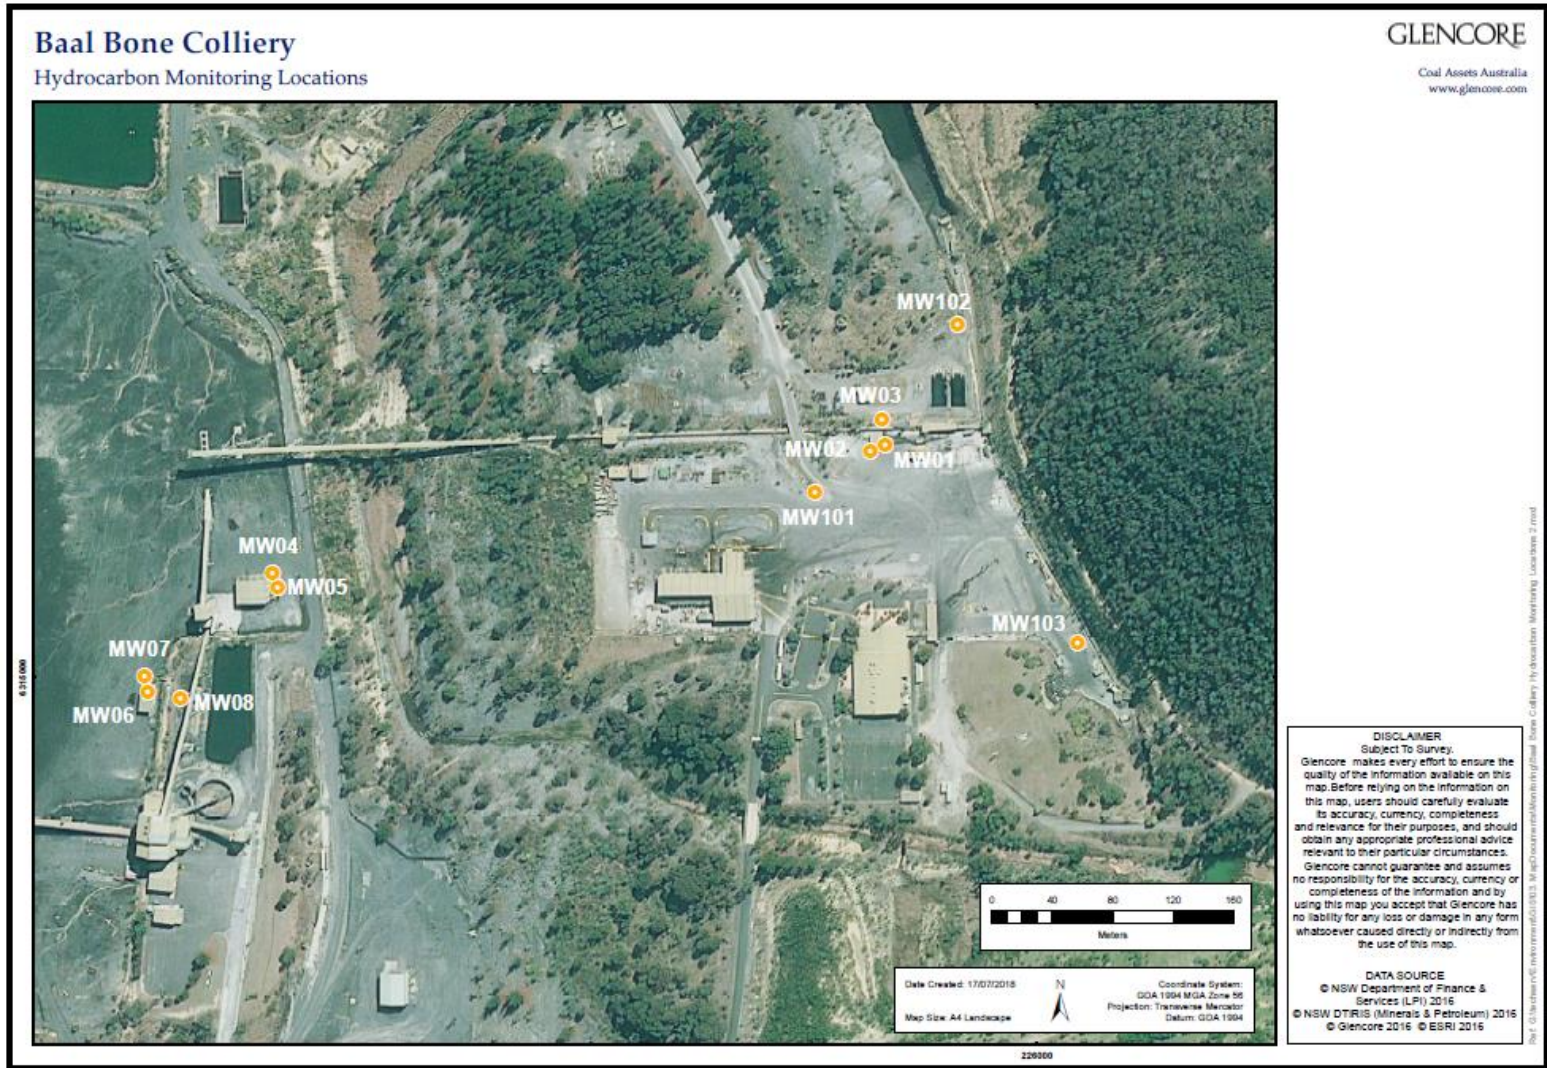 Baal Bone Colliery
Hydrocarbon Monitoring Locations
GLENCORE
Coal Assets Australia
www.glencore.com
MW102
MW03
MW02
MW01
MW101
MW04
MW05
MW103
MW07
MW06
MW08
6315000
0 40 80 120 160
Meters
Date Created: 17/07/2018
Map Size: A4 Landscape
N
Coordinate System:
GDA 1994 MGA Zone 56
Projection: Transverse Mercator
Datum: GDA 1994
226000
DISCLAIMER
Subject To Survey.
Glencore makes every effort to ensure the
quality of the information available on this
map.Before relying on the information on
this map, users should carefully evaluate
its accuracy, currency, completeness
and relevance for their purposes, and should
obtain any appropriate professional advice
relevant to their particular circumstances.
Glencore cannot guarantee and assumes
no responsibility for the accuracy, currency or
completeness of the information and by
using this map you accept that Glencore has
no liability for any loss or damage in any form
whatsoever caused directly or indirectly from
the use of this map.
DATA SOURCE
© NSW Department of Finance &
Services (LPI) 2016
© NSW DTIRIS (Minerals & Petroleum) 2016
© Glencore 2016 © ESRI 2016